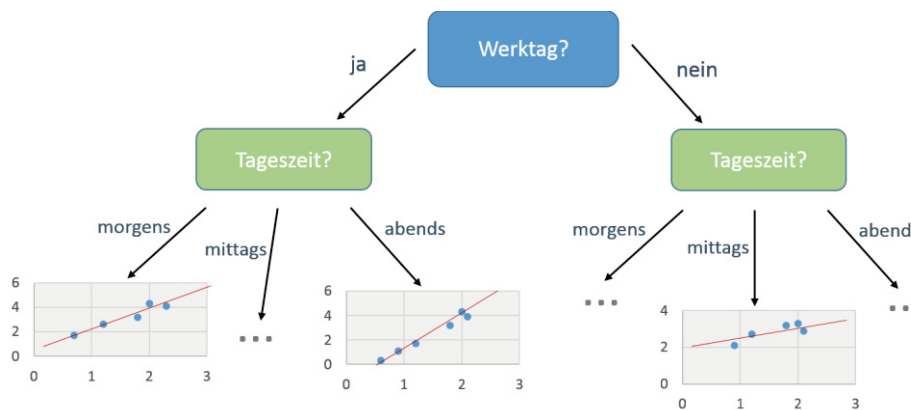 Werktag?
ja
nein
Tageszeit?
Tageszeit?
morgens
mittags
abends
morgens
mittags
abend
6
4
2
0
0 1 2 3
6
4
2
0
0 1 2 3
4
2
0
0 1 2 3